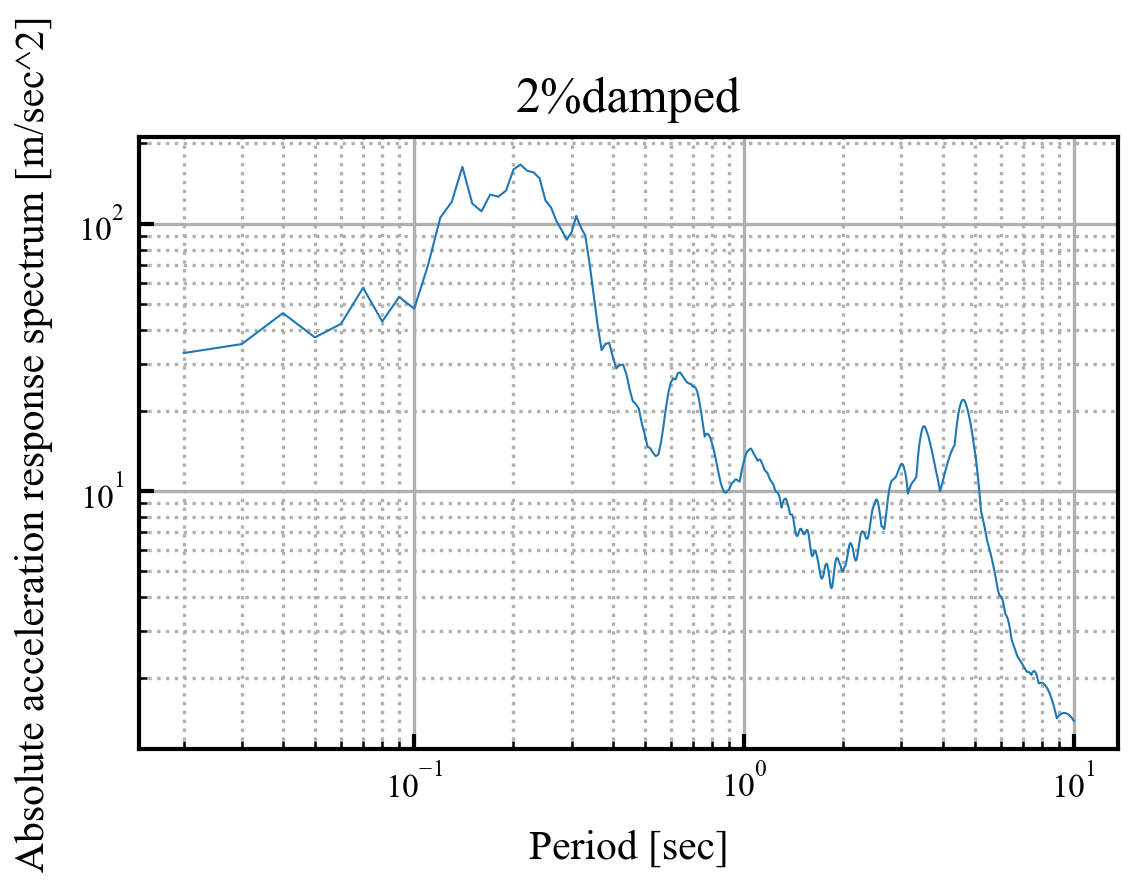 2%damped
Absolute acceleration response spectrum [m/sec^2]
10^2
10^1
10^−1
10^0
10^1
Period [sec]